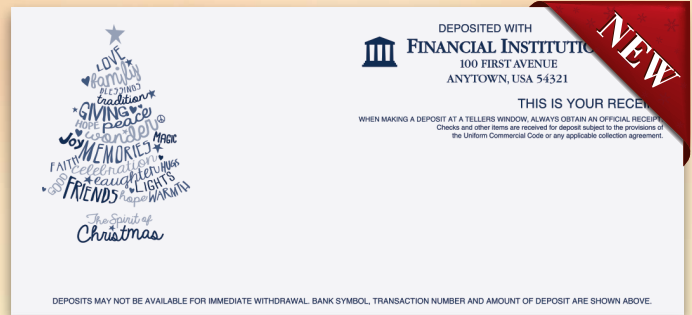 LOVE
family
BLESSINGS
tradition
GIVING
HOPE peace
wonder
Joy MAGIC
MEMORIES
FAITH celebration
GOOD laughter HUGS
LIGHTS
FRIENDS hope WARMTH
The Spirit of
Christmas
DEPOSITED WITH
FINANCIAL INSTITUTIO
100 FIRST AVENUE
ANYTOWN, USA 54321
THIS IS YOUR RECEI
WHEN MAKING A DEPOSIT AT A TELLERS WINDOW, ALWAYS OBTAIN AN OFFICIAL RECEIPT
Checks and other items are received for deposit subject to the provisions of
the Uniform Commercial Code or any applicable collection agreement.
NEW
DEPOSITS MAY NOT BE AVAILABLE FOR IMMEDIATE WITHDRAWAL. BANK SYMBOL, TRANSACTION NUMBER AND AMOUNT OF DEPOSIT ARE SHOWN ABOVE.